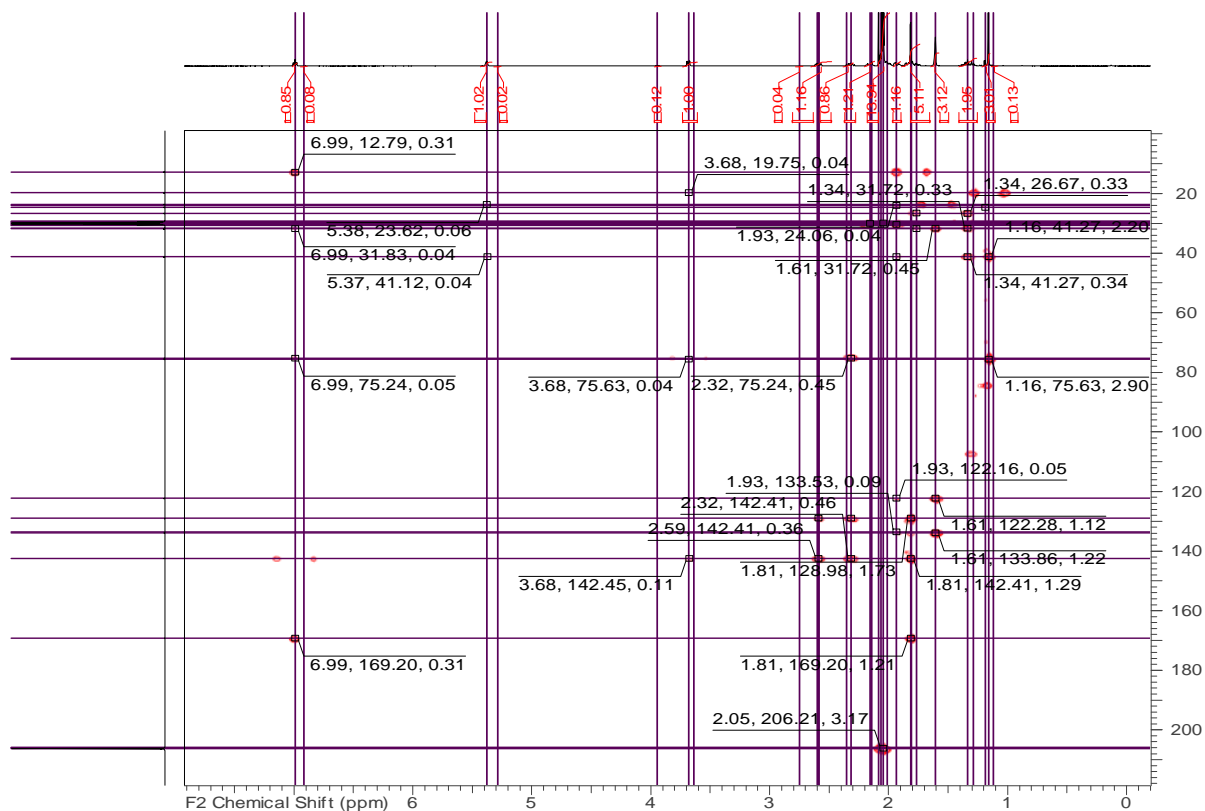 0.85
0.08
1.02
0.02
0.12
1.00
0.04
1.16
0.86
1.21
1.16
5.11
3.12
1.95
3.01
0.13
6.99, 12.79, 0.31
3.68, 19.75, 0.04
1.34, 31.72, 0.33
1.34, 26.67, 0.33
20
5.38, 23.62, 0.06
1.93, 24.06, 0.04
1.16, 41.27, 2.20
6.99, 31.83, 0.04
1.61, 31.72, 0.45
40
5.37, 41.12, 0.04
1.34, 41.27, 0.34
60
6.99, 75.24, 0.05
3.68, 75.63, 0.04
2.32, 75.24, 0.45
1.16, 75.63, 2.90
80
100
1.93, 122.16, 0.05
1.93, 133.53, 0.09
120
2.32, 142.41, 0.46
1.61, 122.28, 1.12
2.59, 142.41, 0.36
140
1.61, 133.86, 1.22
1.81, 128.98, 1.73
3.68, 142.45, 0.11
1.81, 142.41, 1.29
160
6.99, 169.20, 0.31
1.81, 169.20, 1.21
180
2.05, 206.21, 3.17
200
F2 Chemical Shift (ppm) 6 5 4 3 2 1 0